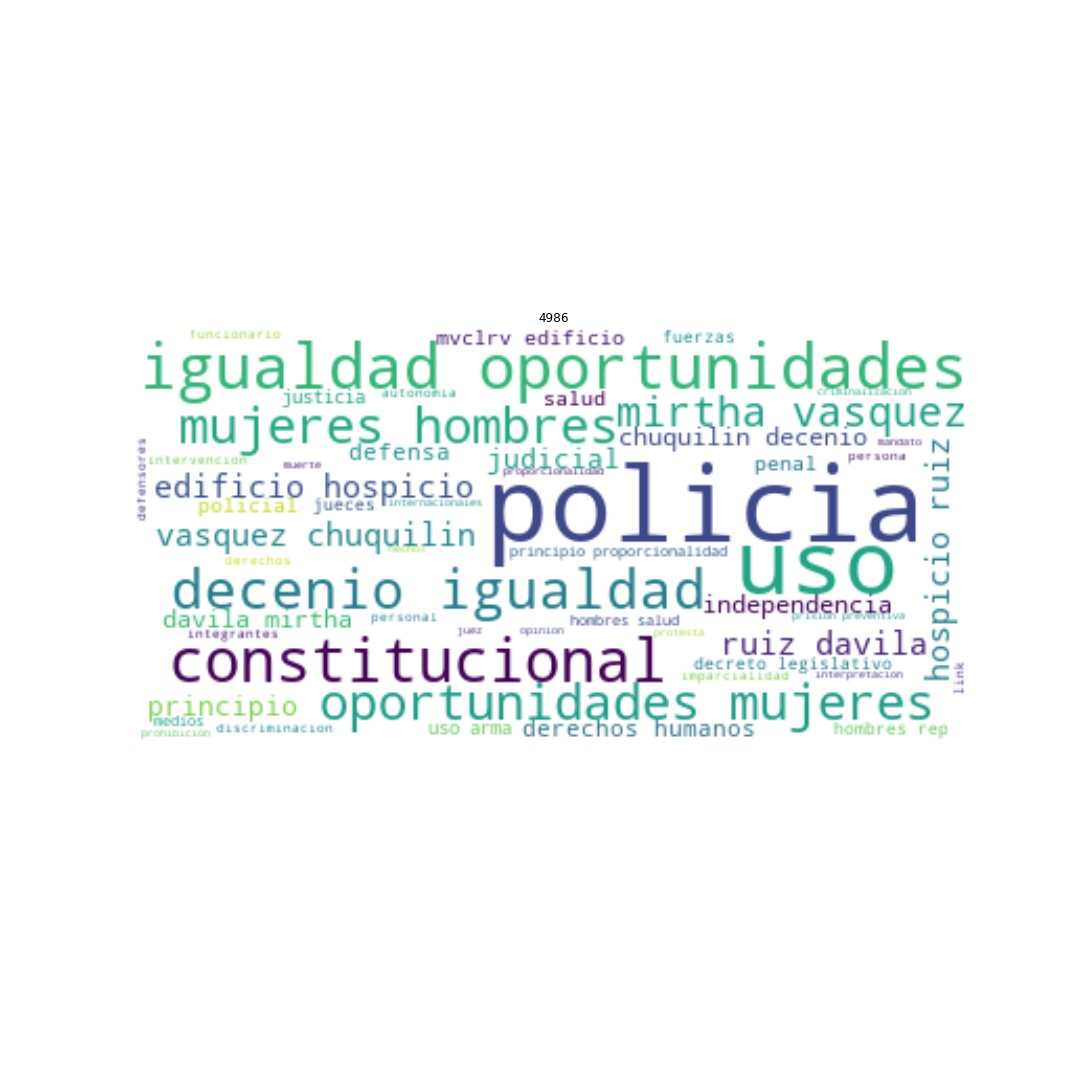 4986
funcionario
mvclrv edificio
fuerzas
igualdad oportunidades
justicia
autonomia
salud
criminalizacion
mujeres hombres
mirtha vasquez
chuquilin decenio
mandato
defensores
intervencion
muerte
defensa
judicial
proporcionalidad
penal
persona
edificio hospicio
policia
policial
jueces
internacionales
hospicio ruiz
vasquez chuquilin
hechos
principio proporcionalidad
uso
derechos
decenio igualdad
independencia
davila mirtha
personal
hombres salud
prision preventiva
integrantes
juez
opinion
protesta
constitucional
ruiz davila
decreto legislativo
imparcialidad
interpretacion
link
principio
oportunidades mujeres
medios
discriminacion
uso arma
derechos humanos
hombres rep
prohibicion